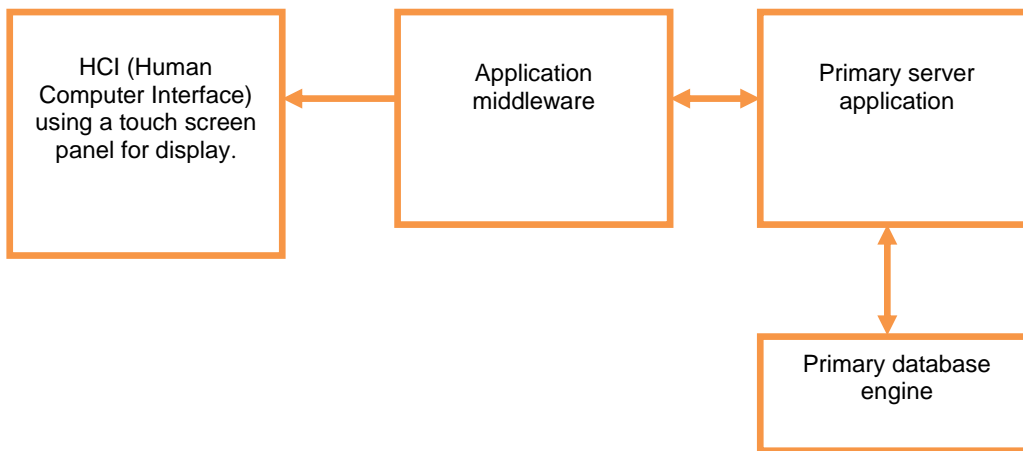 HCI (Human
Computer Interface)
using a touch screen
panel for display.
Application
middleware
Primary server
application
Primary database
engine